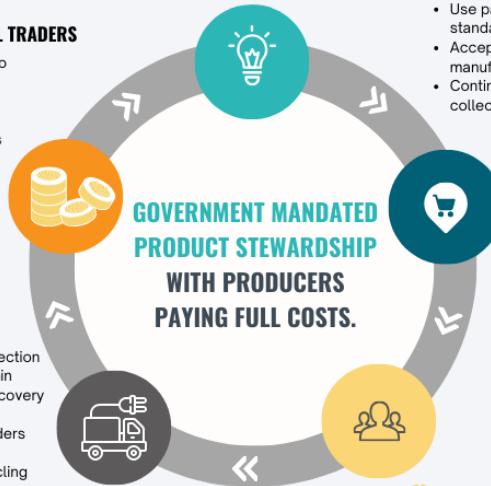 L TRADERS
o
s
• Use pa
standa
• Accep
manuf
• Contin
collec
GOVERNMENT MANDATED
PRODUCT STEWARDSHIP
WITH PRODUCERS
PAYING FULL COSTS.
ection
in
covery
ders
cling